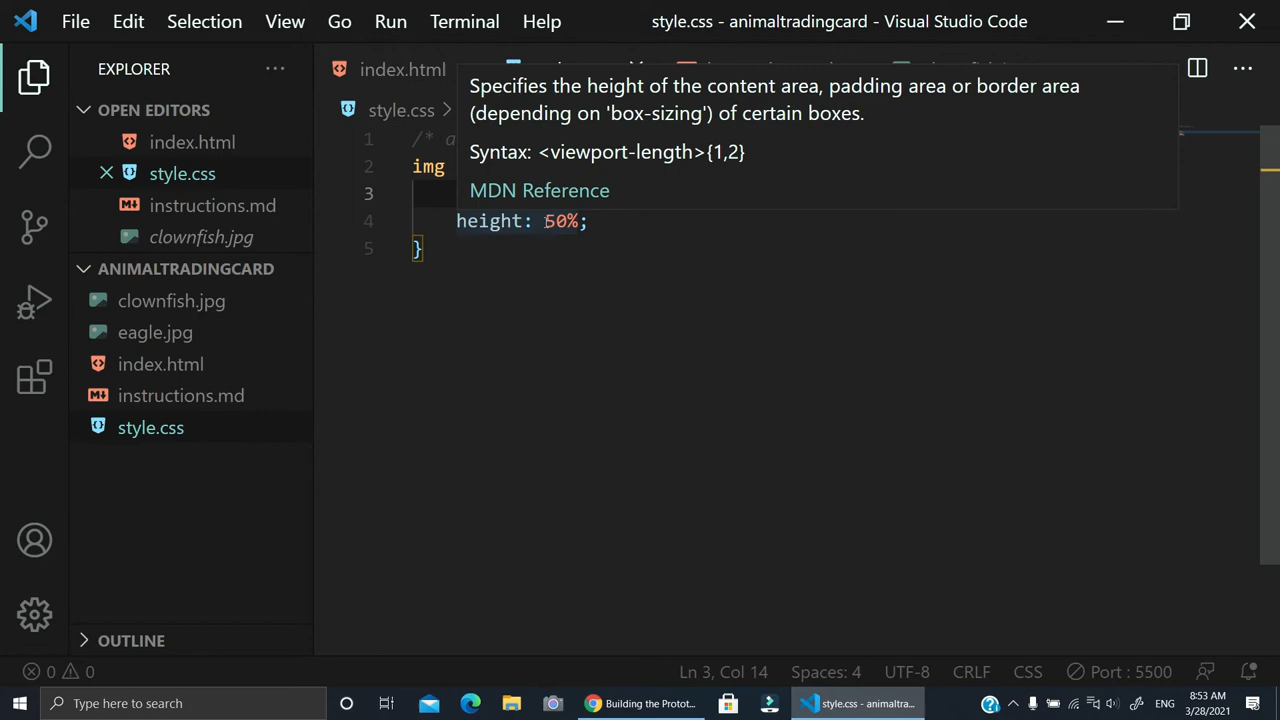 File Edit Selection View Go Run Terminal Help style.css - animaltradingcard - Visual Studio Code
EXPLORER
OPEN EDITORS
index.html
style.css
instructions.md
clownfish.jpg
ANIMALTRADINGCARD
clownfish.jpg
eagle.jpg
index.html
instructions.md
style.css
OUTLINE
index.html
style.css
Specifies the height of the content area, padding area or border area
(depending on 'box-sizing') of certain boxes.
Syntax: <viewport-length>{1,2}
MDN Reference
1 /* a
2 img
3
4 height: 50%;
5 }
0 0 Ln 3, Col 14 Spaces: 4 UTF-8 CRLF CSS Port : 5500
Type here to search Building the Protot... style.css - animaltra... ENG 8:53 AM
3/28/2021